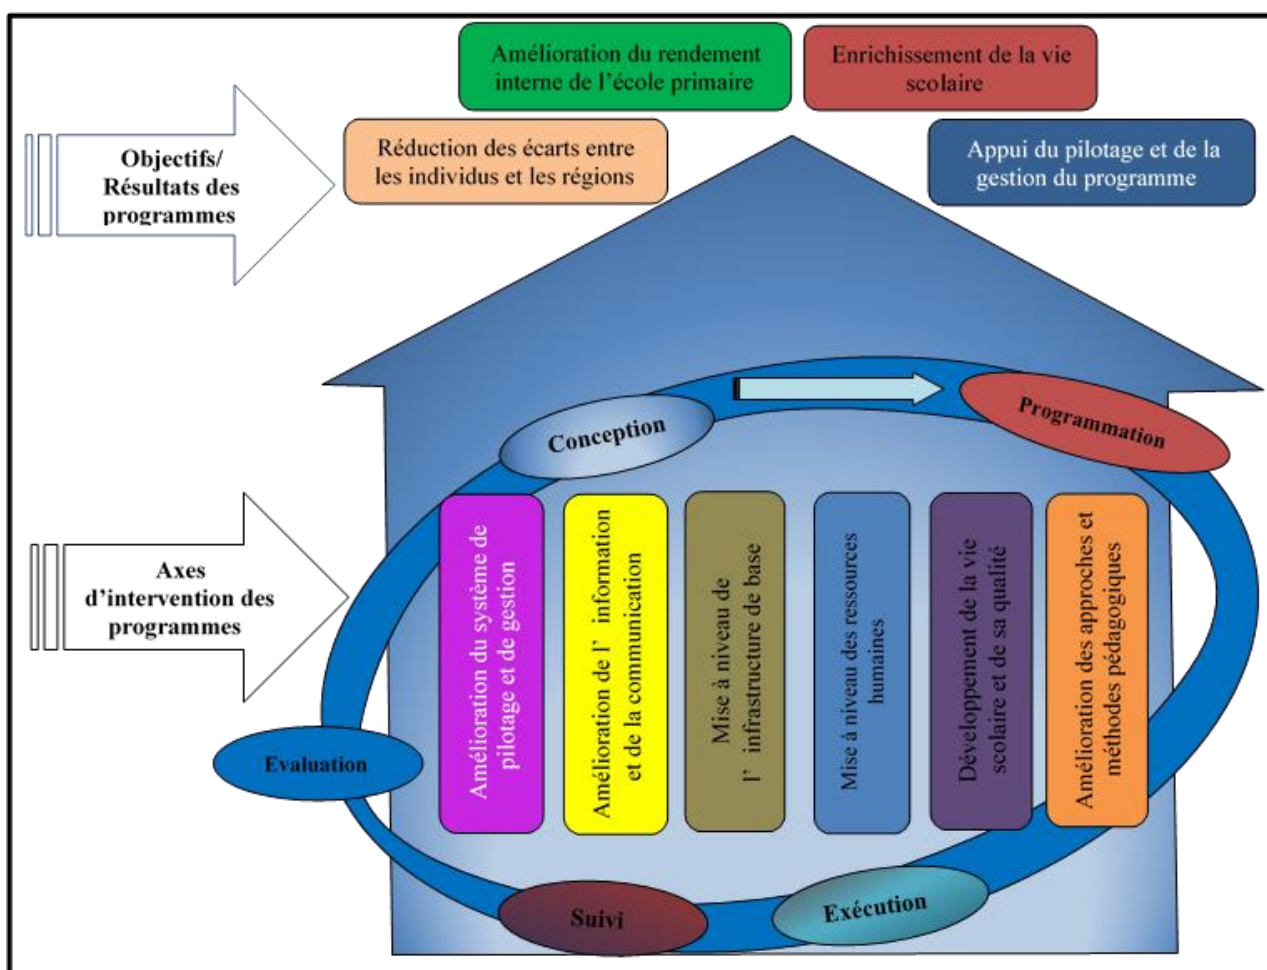 Amélioration du rendement
interne de l'école primaire
Enrichissement de la vie
scolaire
Objectifs/
Résultats des
programmes
Réduction des écarts entre
les individus et les régions
Appui du pilotage et de la
gestion du programme
Conception
Programmation
Axes
d'intervention des
programmes
Amélioration du système de
pilotage et de gestion
Amélioration de l' information
et de la communication
Mise à niveau de
l' infrastructure de base
Mise à niveau des ressources
humaines
Développement de la vie
scolaire et de sa qualité
Amélioration des approches et
méthodes pédagogiques
Evaluation
Suivi
Exécution